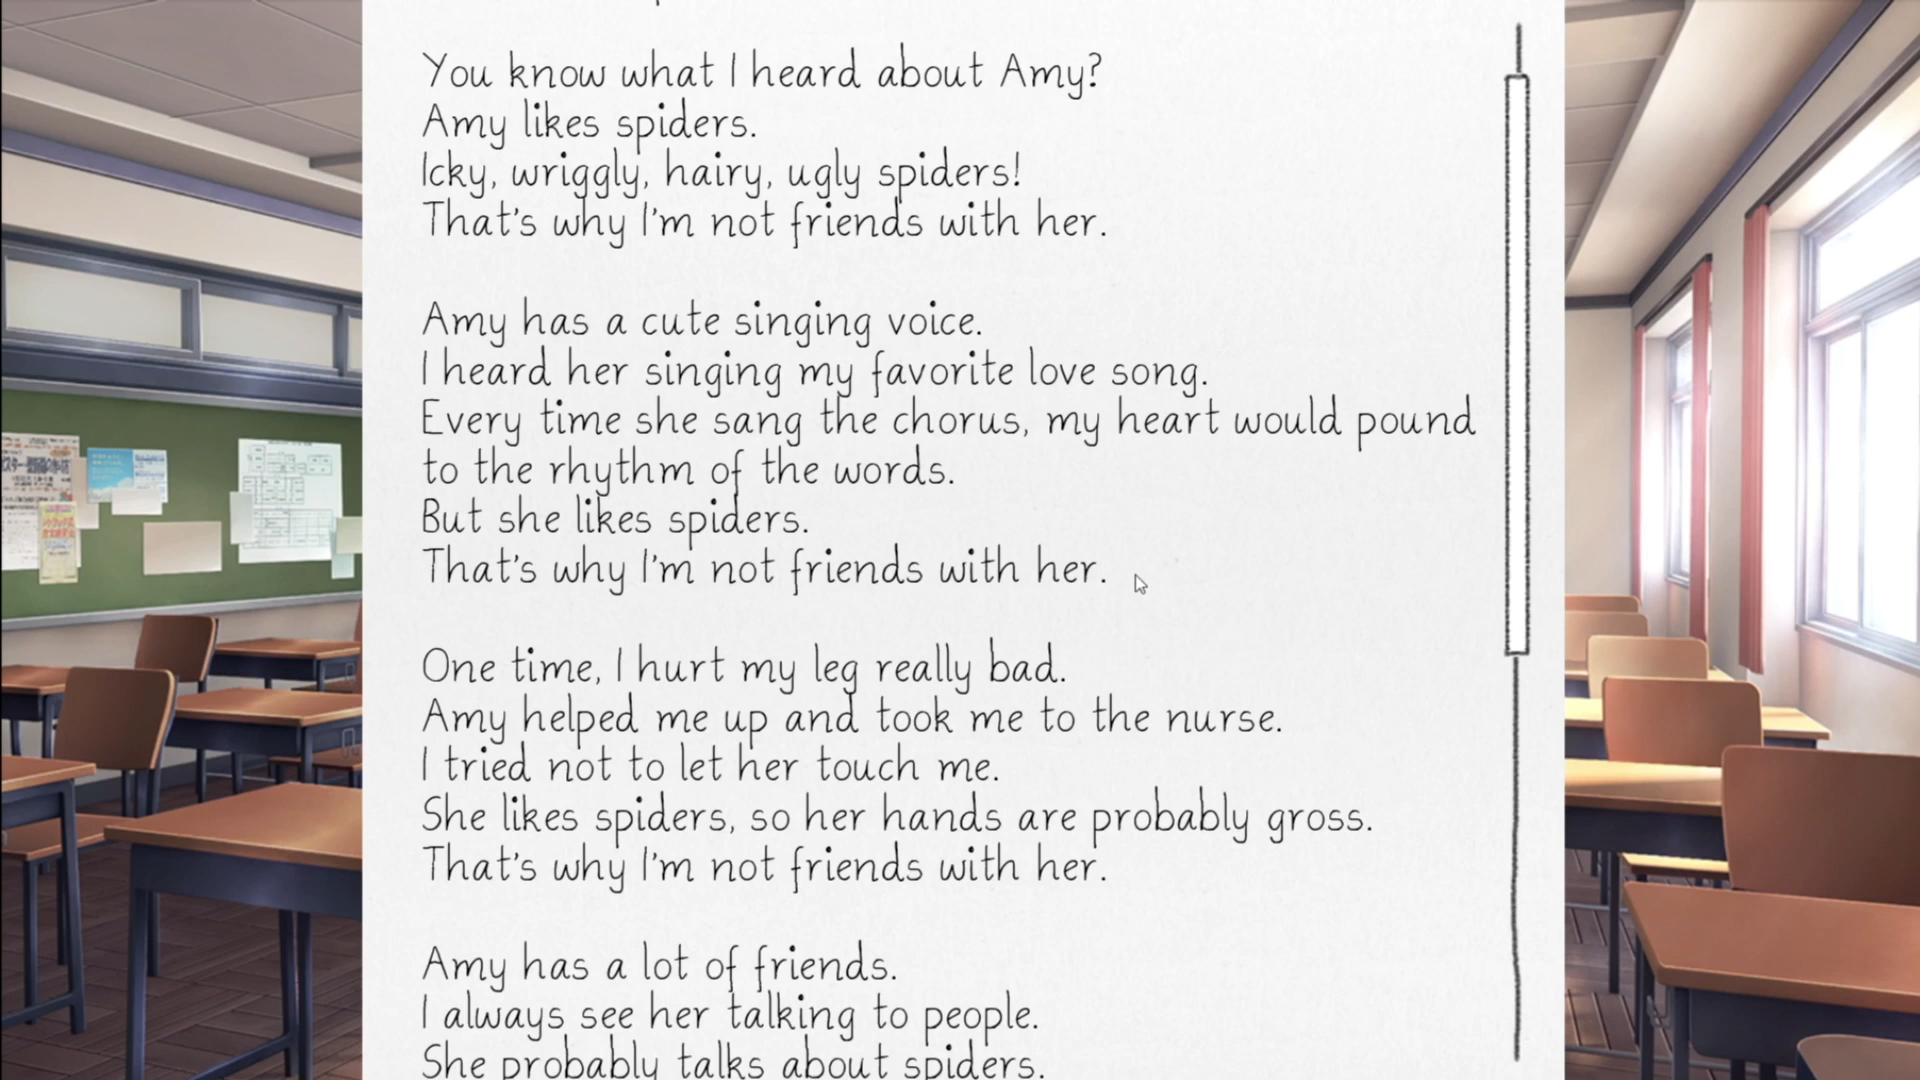 You know what I heard about Amy?
Amy likes spiders.
Icky, wriggly, hairy, ugly spiders!
That's why I'm not friends with her.
Amy has a cute singing voice.
I heard her singing my favorite love song.
Every time she sang the chorus, my heart would pound
to the rhythm of the words.
But she likes spiders.
That's why I'm not friends with her.
One time, I hurt my leg really bad.
Amy helped me up and took me to the nurse.
I tried not to let her touch me.
She likes spiders, so her hands are probably gross.
That's why I'm not friends with her.
Amy has a lot of friends.
I always see her talking to people.
She probably talks about spiders.